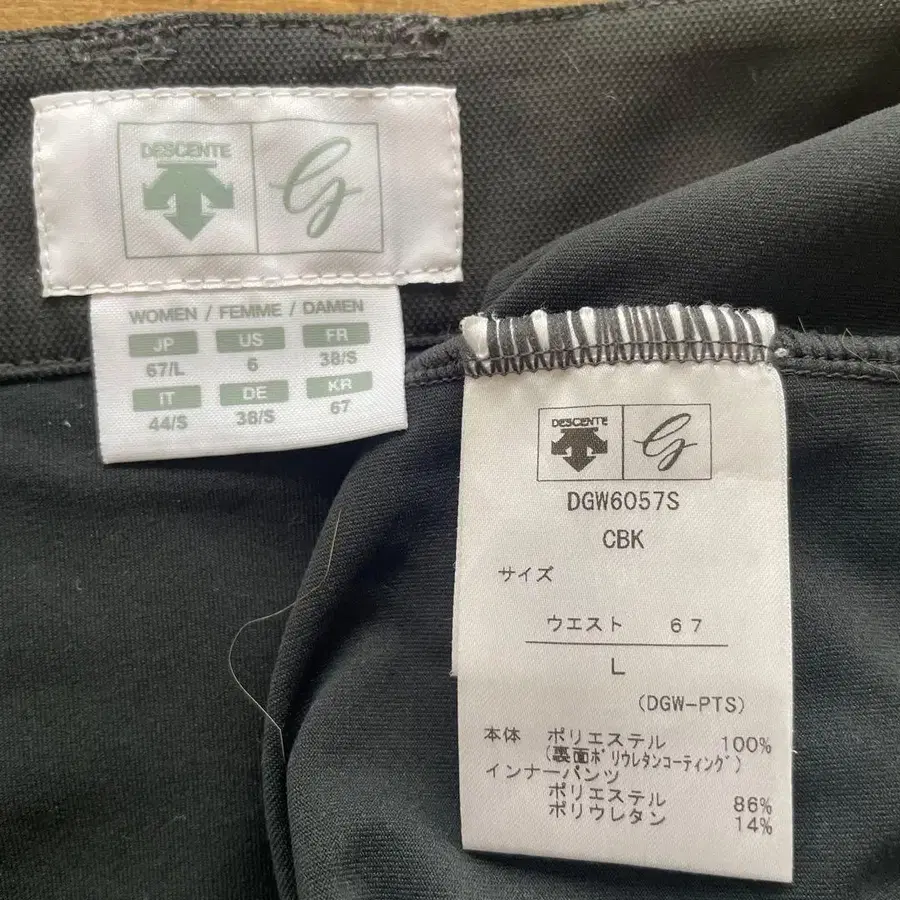 DESCENTE
WOMEN / FEMME / DAMEN
JP US FR
67/L 6 38/S
IT DE KR
44/S 38/S 67
DESCENTE
DGW6057S
CBK
サイズ
ウエスト 67
L
(DGW-PTS)
本体 ポリエステル 100%
(裏面ポリウレタンコーティング)
インナーパンツ
ポリエステル 86%
ポリウレタン 14%